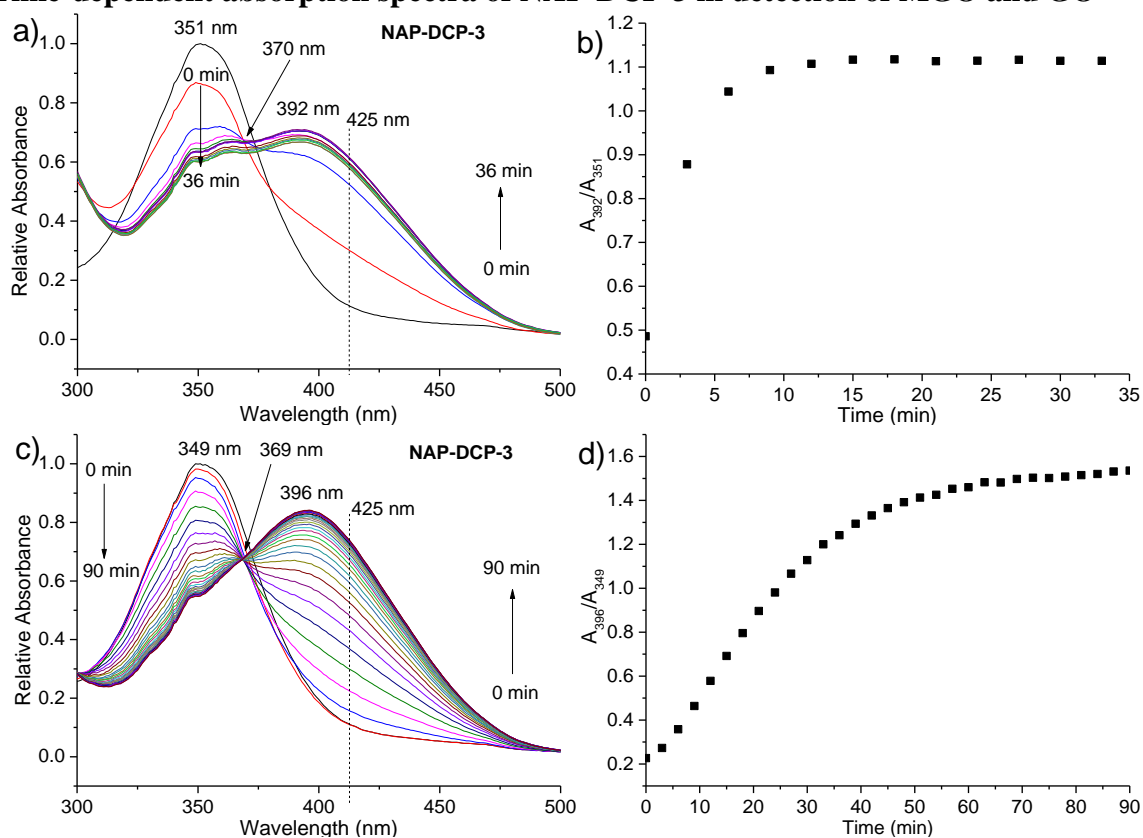 a)
NAP-DCP-3
351 nm
0 min
370 nm
392 nm
425 nm
36 min
36 min
0 min
1.0
0.8
0.6
0.4
0.2
0.0
Relative Absorbance
300 350 400 450 500
Wavelength (nm)
b)
1.2
1.1
1.0
0.9
0.8
0.7
0.6
0.5
0.4
A392/A351
0 5 10 15 20 25 30 35
Time (min)
c)
NAP-DCP-3
0 min
349 nm
369 nm
396 nm
425 nm
90 min
90 min
0 min
1.0
0.8
0.6
0.4
0.2
0.0
Relative Absorbance
300 350 400 450 500
Wavelength (nm)
d)
1.6
1.4
1.2
1.0
0.8
0.6
0.4
0.2
A396/A349
0 10 20 30 40 50 60 70 80 90
Time (min)